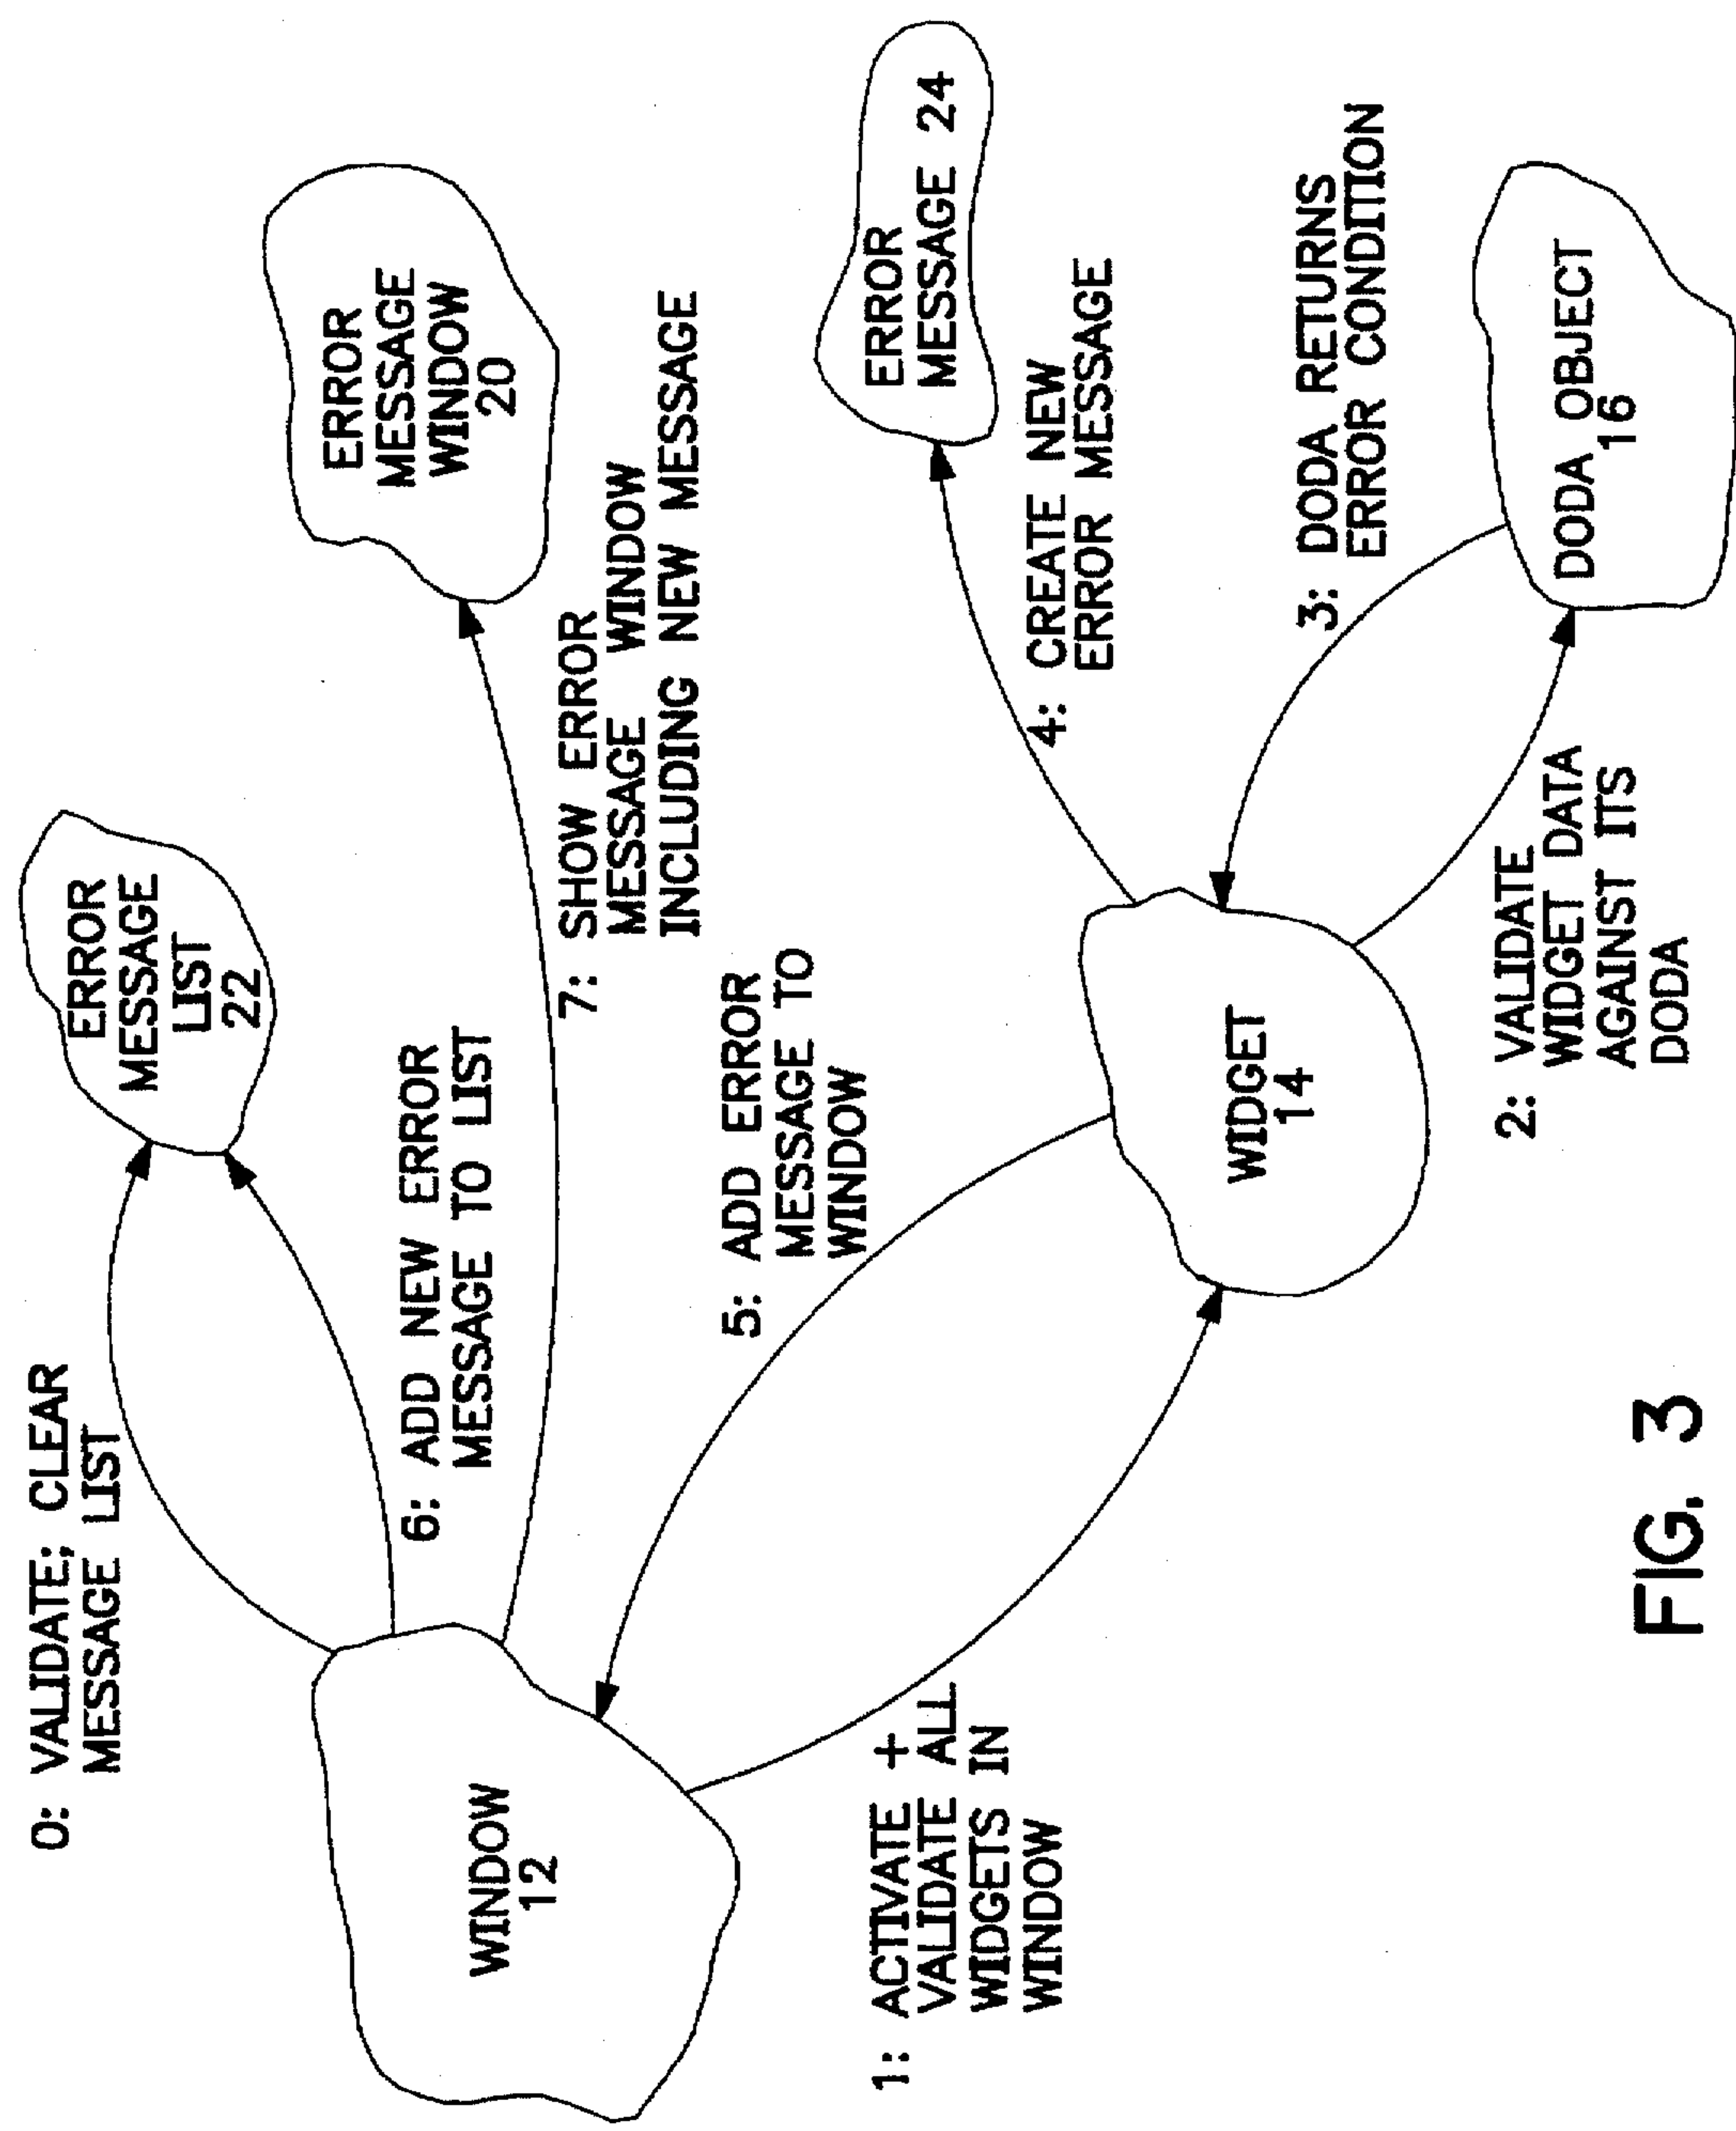 0: VALIDATE; CLEAR
MESSAGE LIST
ERROR
MESSAGE
LIST
22
ERROR
MESSAGE
WINDOW
20
6: ADD NEW ERROR
MESSAGE TO LIST
WINDOW
12
7: SHOW ERROR
MESSAGE WINDOW
INCLUDING NEW MESSAGE
5: ADD ERROR
MESSAGE TO
WINDOW
ERROR
MESSAGE 24
1: ACTIVATE +
VALIDATE ALL
WIDGETS IN
WINDOW
4: CREATE NEW
ERROR MESSAGE
WIDGET
14
3: DODA RETURNS
ERROR CONDITION
2: VALIDATE
WIDGET DATA
AGAINST ITS
DODA
DODA OBJECT
16
FIG. 3